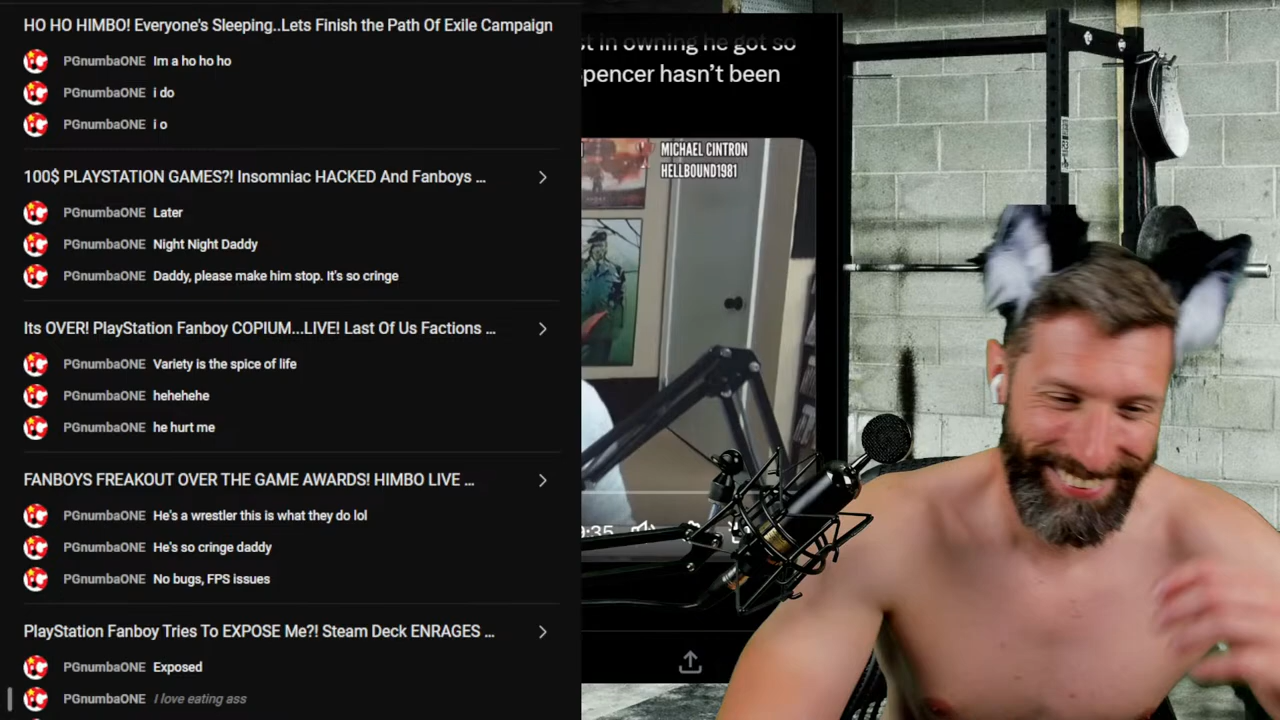 HO HO HIMBO! Everyone's Sleeping..Lets Finish the Path Of Exile Campaign
PGnumbaONE Im a ho ho ho
PGnumbaONE i do
PGnumbaONE i o
100$ PLAYSTATION GAMES?! Insomniac HACKED And Fanboys ...
PGnumbaONE Later
PGnumbaONE Night Night Daddy
PGnumbaONE Daddy, please make him stop. It's so cringe
Its OVER! PlayStation Fanboy COPIUM...LIVE! Last Of Us Factions ...
PGnumbaONE Variety is the spice of life
PGnumbaONE hehehehe
PGnumbaONE he hurt me
FANBOYS FREAKOUT OVER THE GAME AWARDS! HIMBO LIVE ...
PGnumbaONE He's a wrestler this is what they do lol
PGnumbaONE He's so cringe daddy
PGnumbaONE No bugs, FPS issues
PlayStation Fanboy Tries To EXPOSE Me?! Steam Deck ENRAGES ...
PGnumbaONE Exposed
PGnumbaONE I love eating ass
in owning he got so
spencer hasn't been
MICHAEL CINTRON
HELLBOUND1981
:35